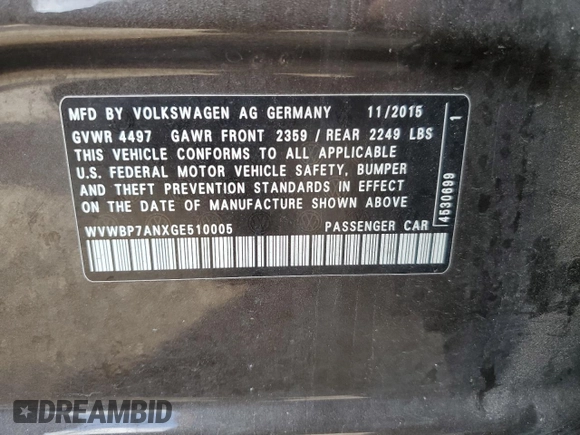 MFD BY VOLKSWAGEN AG GERMANY 11/2015
GVWR 4497 GAWR FRONT 2359 / REAR 2249 LBS
THIS VEHICLE CONFORMS TO ALL APPLICABLE
U.S. FEDERAL MOTOR VEHICLE SAFETY, BUMPER
AND THEFT PREVENTION STANDARDS IN EFFECT
ON THE DATE OF MANUFACTURE SHOWN ABOVE
WVWBP7ANXGE510005 PASSENGER CAR
4530699 1
DREAMBID